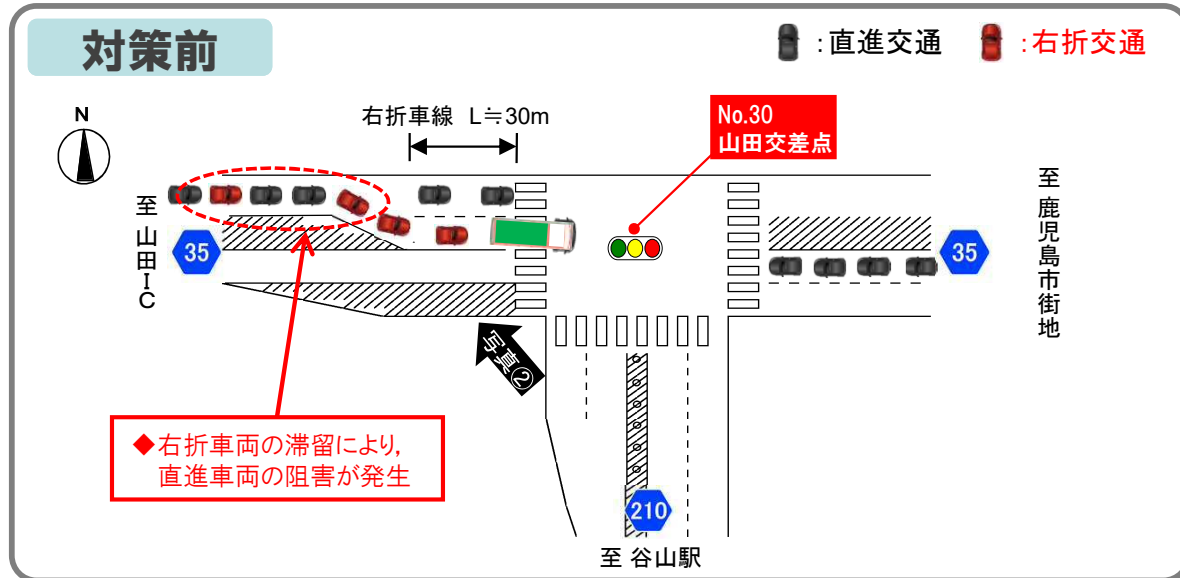 対策前
:直進交通
:右折交通
N
右折車線 L≒30m
No.30
山田交差点
至 山田IC
35
至 鹿児島市街地
35
写真②
◆右折車両の滞留により,
直進車両の阻害が発生
210
至 谷山駅